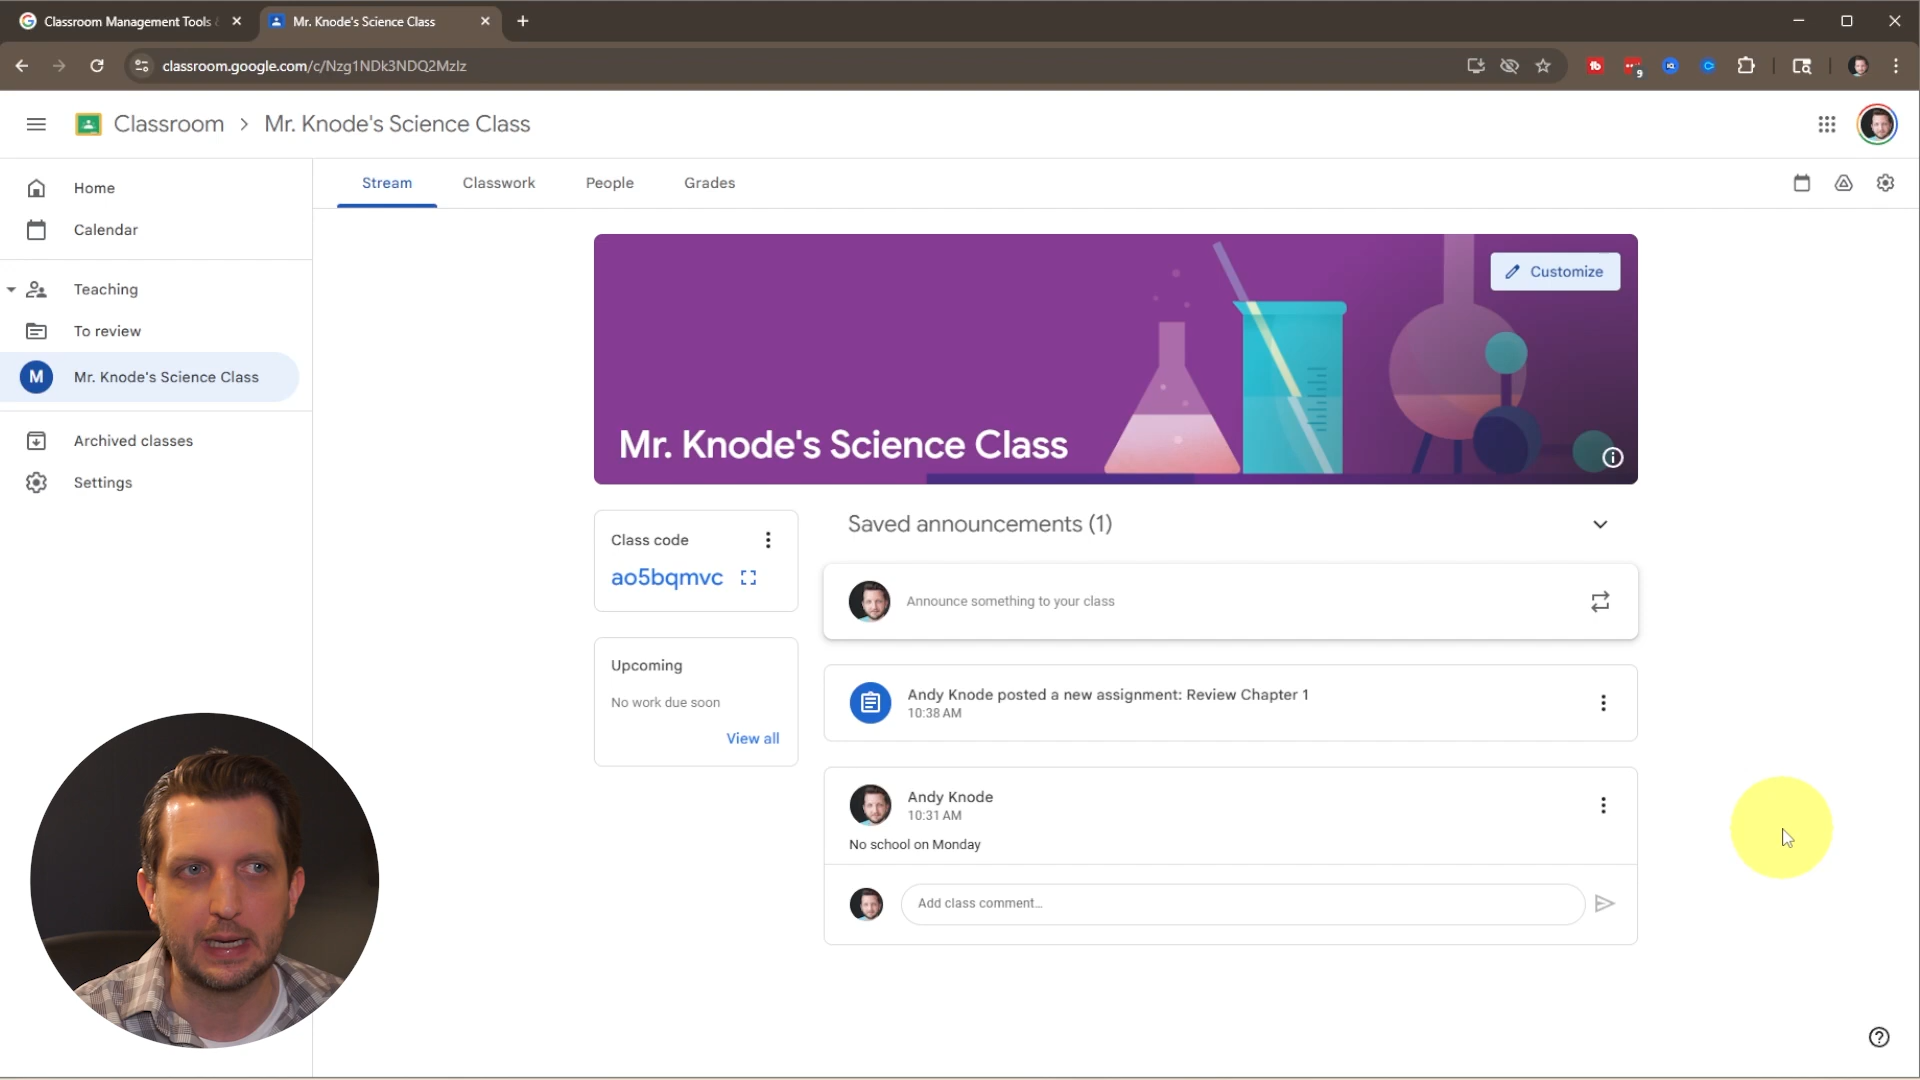 Classroom Management Tools
Mr. Knode's Science Class
classroom.google.com/c/Nzg1NDk3NDQ2MzIz
9
Classroom
Mr. Knode's Science Class
Home
Calendar
Teaching
To review
M
Mr. Knode's Science Class
Archived classes
Settings
Stream
Classwork
People
Grades
Customize
Mr. Knode's Science Class
Class code
ao5bqmvc
Upcoming
No work due soon
View all
Saved announcements (1)
Announce something to your class
Andy Knode posted a new assignment: Review Chapter 1
10:38 AM
Andy Knode
10:31 AM
No school on Monday
Add class comment...